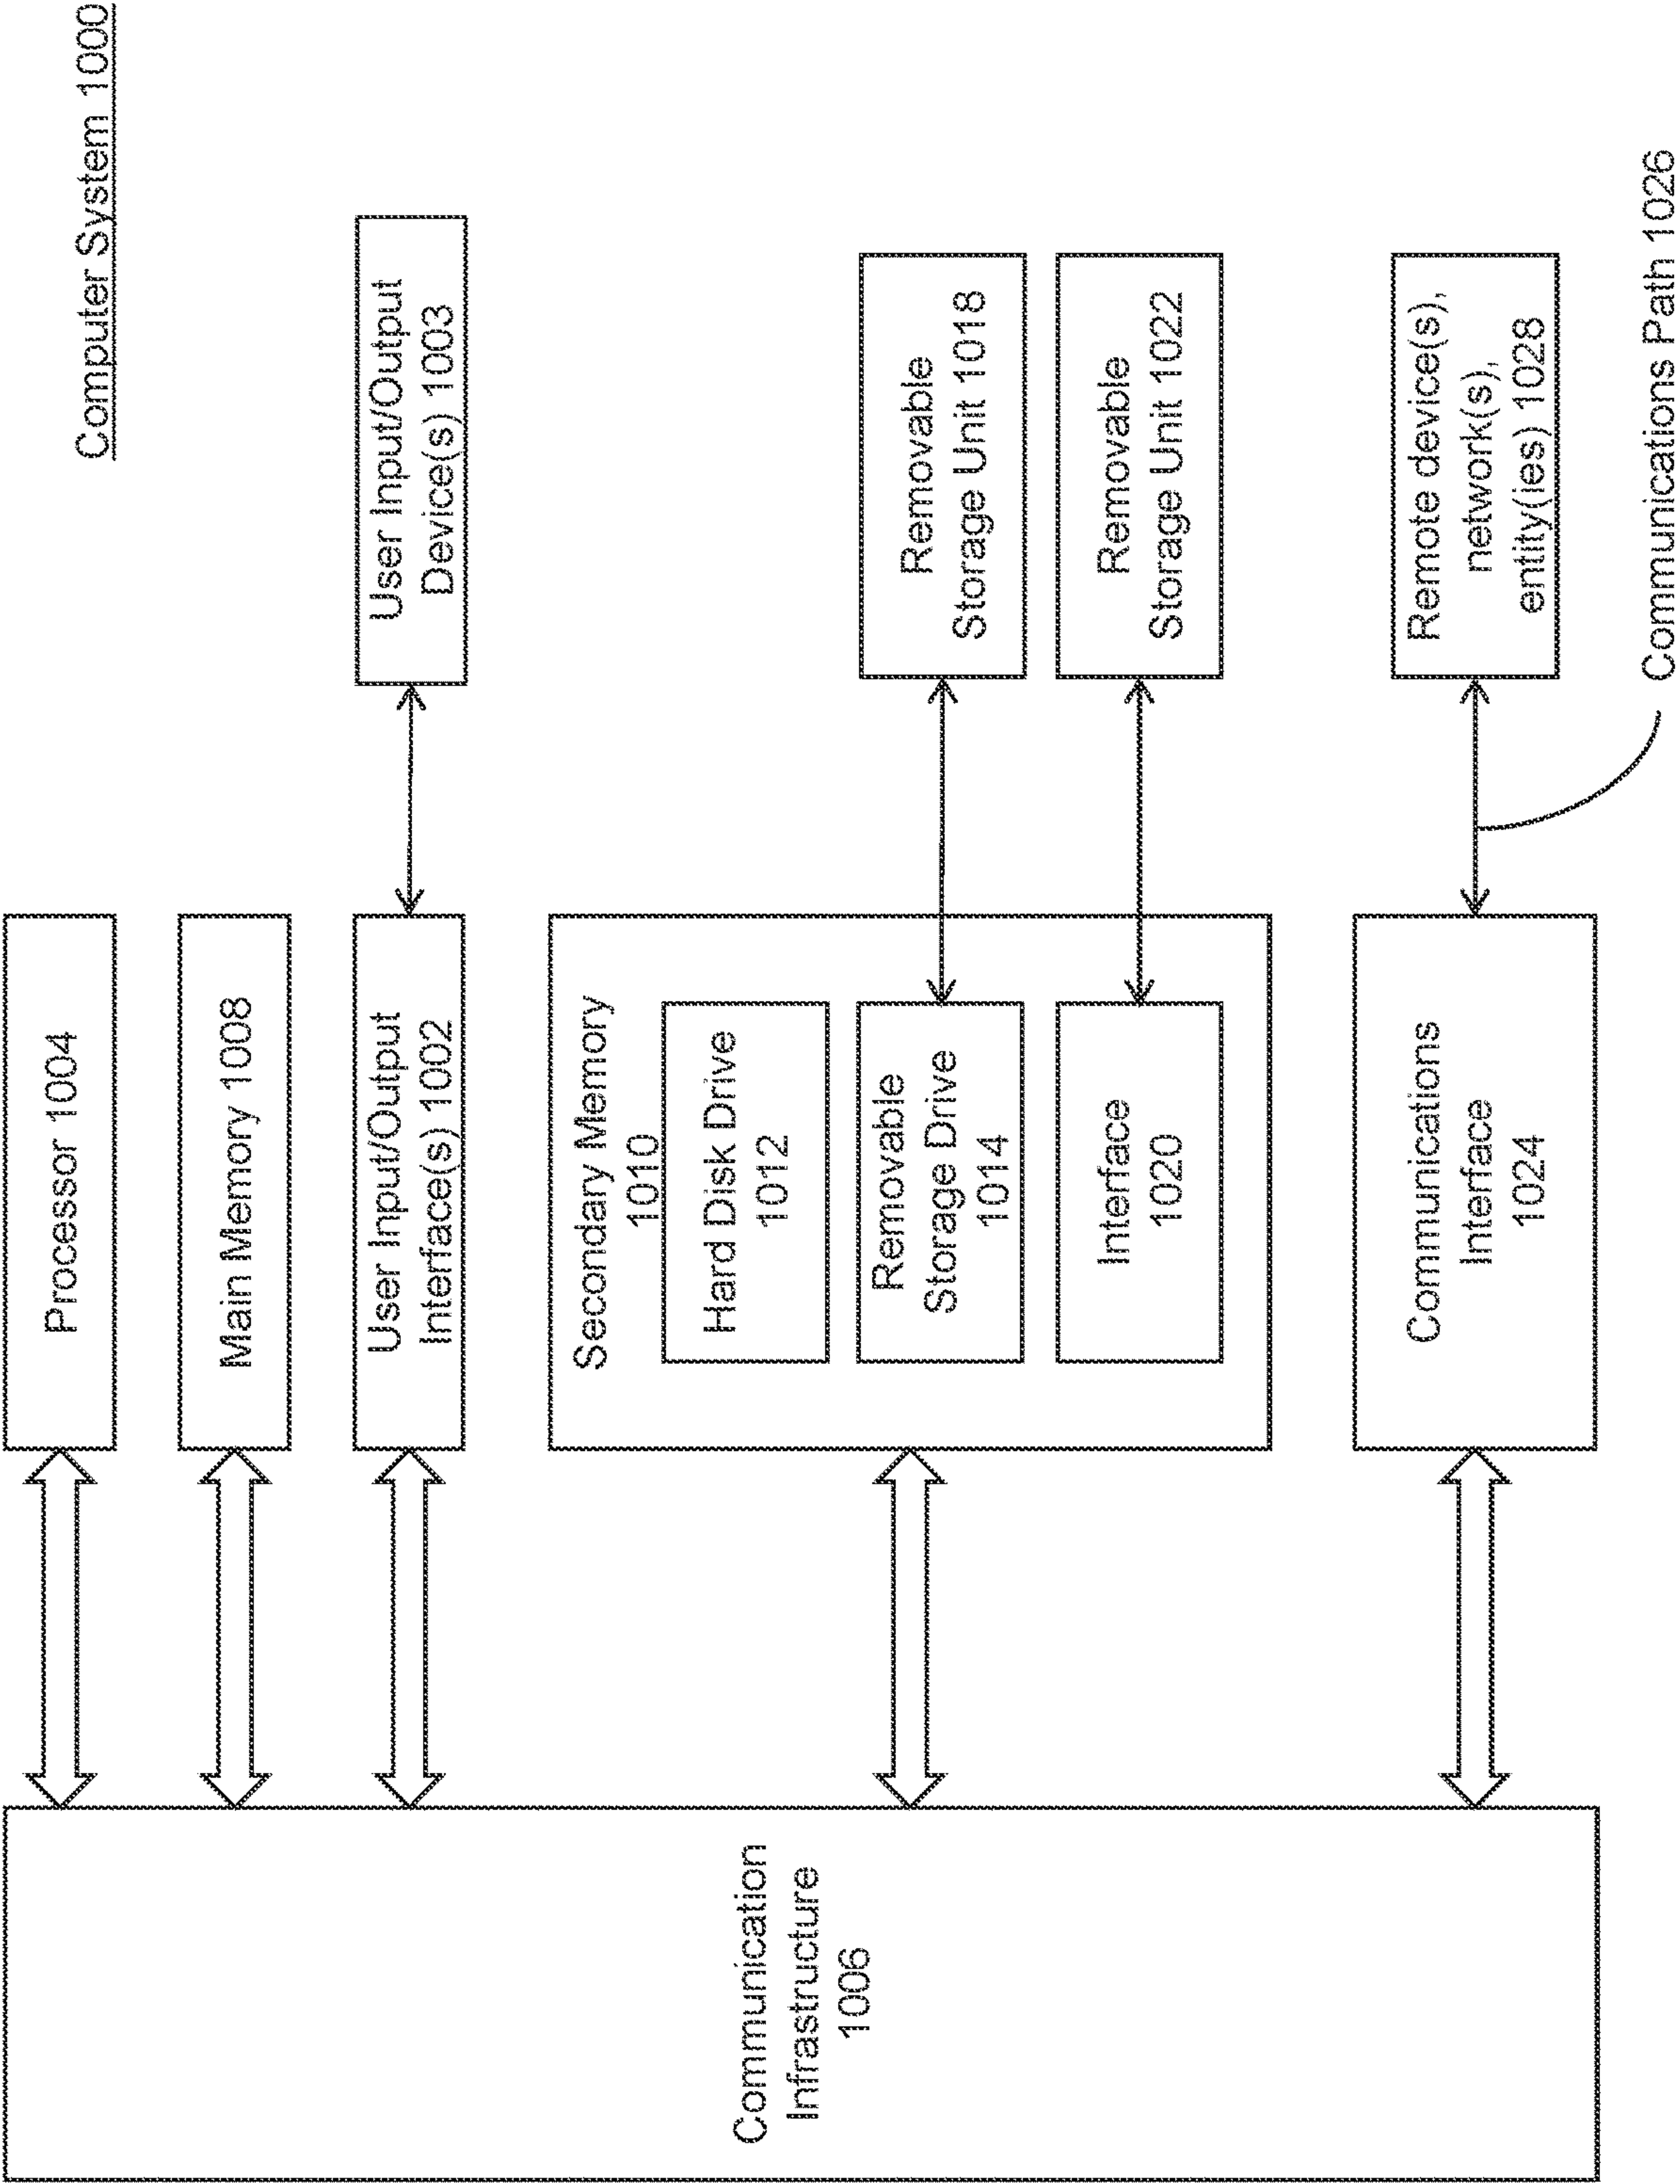 Computer System 1000
Processor 1004
Main Memory 1008
User Input/Output
Interface(s) 1002
User Input/Output
Device(s) 1003
Communication
Infrastructure
1006
Secondary Memory
1010
Hard Disk Drive
1012
Removable
Storage Drive
1014
Removable
Storage Unit 1018
Interface
1020
Removable
Storage Unit 1022
Communications
Interface
1024
Remote device(s),
network(s),
entity(ies) 1028
Communications Path 1026